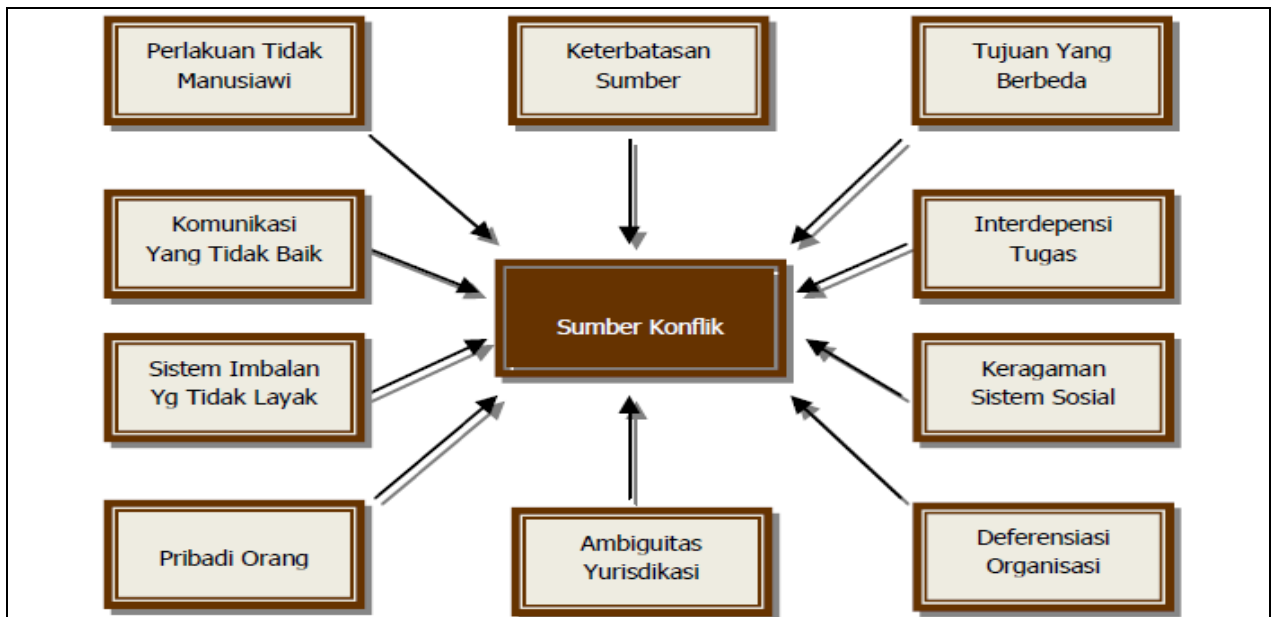 Perlakuan Tidak
Manusiawi
Keterbatasan
Sumber
Tujuan Yang
Berbeda
Komunikasi
Yang Tidak Baik
Interdepensi
Tugas
Sumber Konflik
Sistem Imbalan
Yg Tidak Layak
Keragaman
Sistem Sosial
Pribadi Orang
Ambiguitas
Yurisdikasi
Deferensiasi
Organisasi